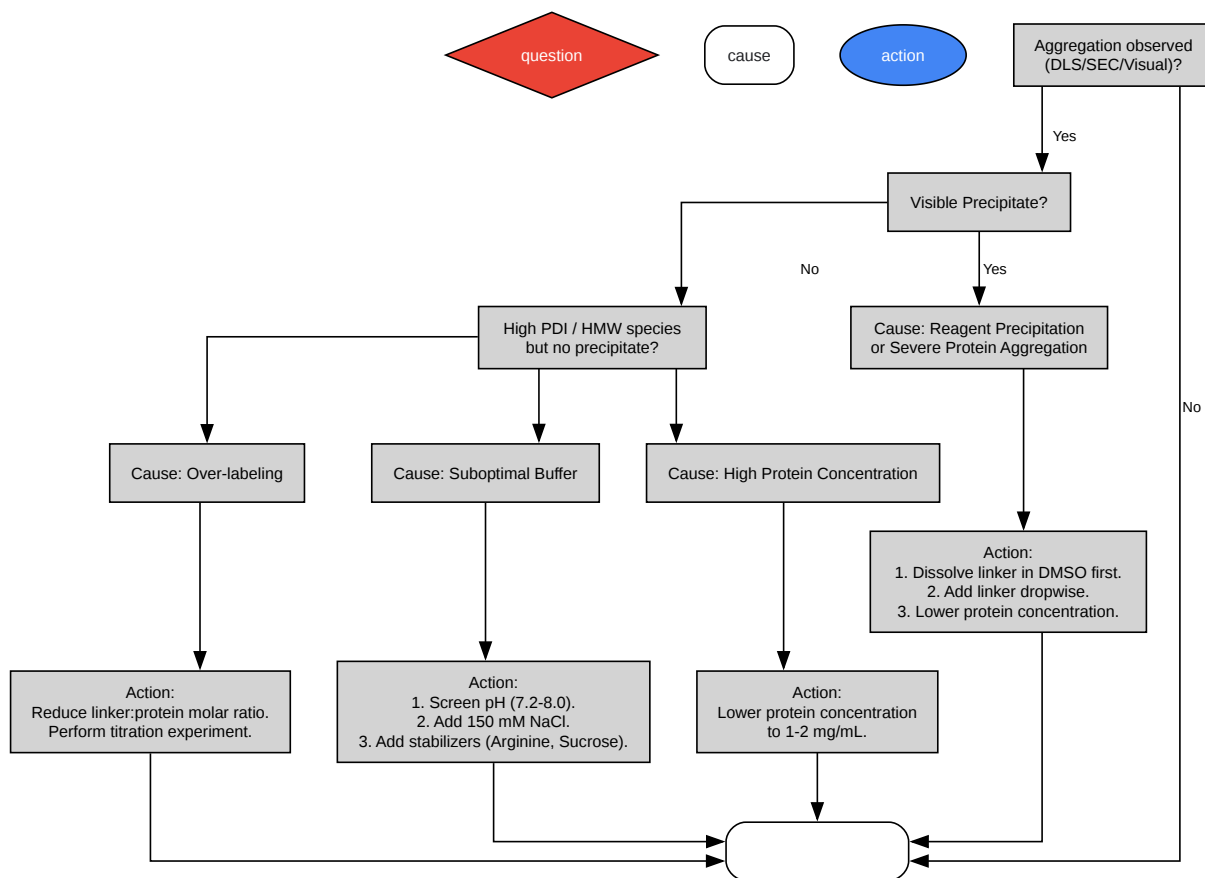 question
cause
action
Aggregation observed
(DLS/SEC/Visual)?
Yes
Visible Precipitate?
No
Yes
High PDI / HMW species
but no precipitate?
Cause: Reagent Precipitation
or Severe Protein Aggregation
No
Cause: Over-labeling
Cause: Suboptimal Buffer
Cause: High Protein Concentration
Action:
1. Dissolve linker in DMSO first.
2. Add linker dropwise.
3. Lower protein concentration.
Action:
Reduce linker:protein molar ratio.
Perform titration experiment.
Action:
1. Screen pH (7.2-8.0).
2. Add 150 mM NaCl.
3. Add stabilizers (Arginine, Sucrose).
Action:
Lower protein concentration
to 1-2 mg/mL.